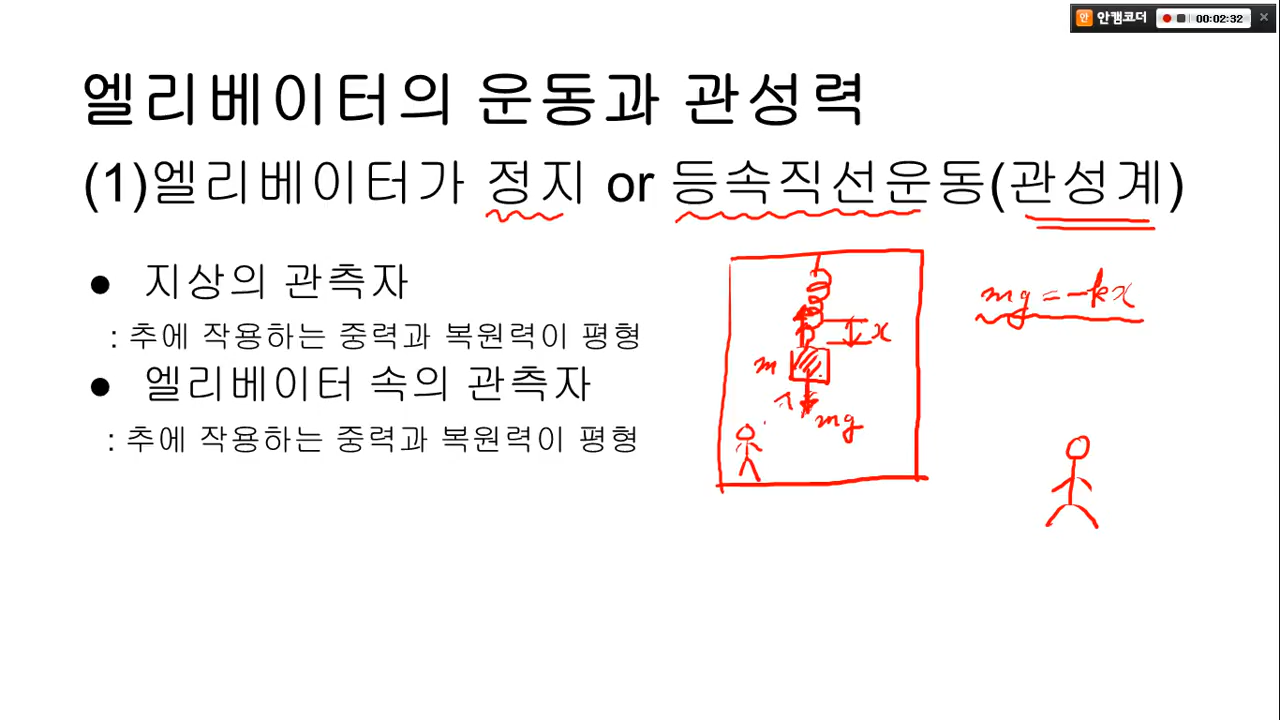 안캠코더 00:02:32
엘리베이터의 운동과 관성력
(1)엘리베이터가 정지 or 등속직선운동(관성계)
● 지상의 관측자
: 추에 작용하는 중력과 복원력이 평형
● 엘리베이터 속의 관측자
: 추에 작용하는 중력과 복원력이 평형
mg = -kx
x
m
mg